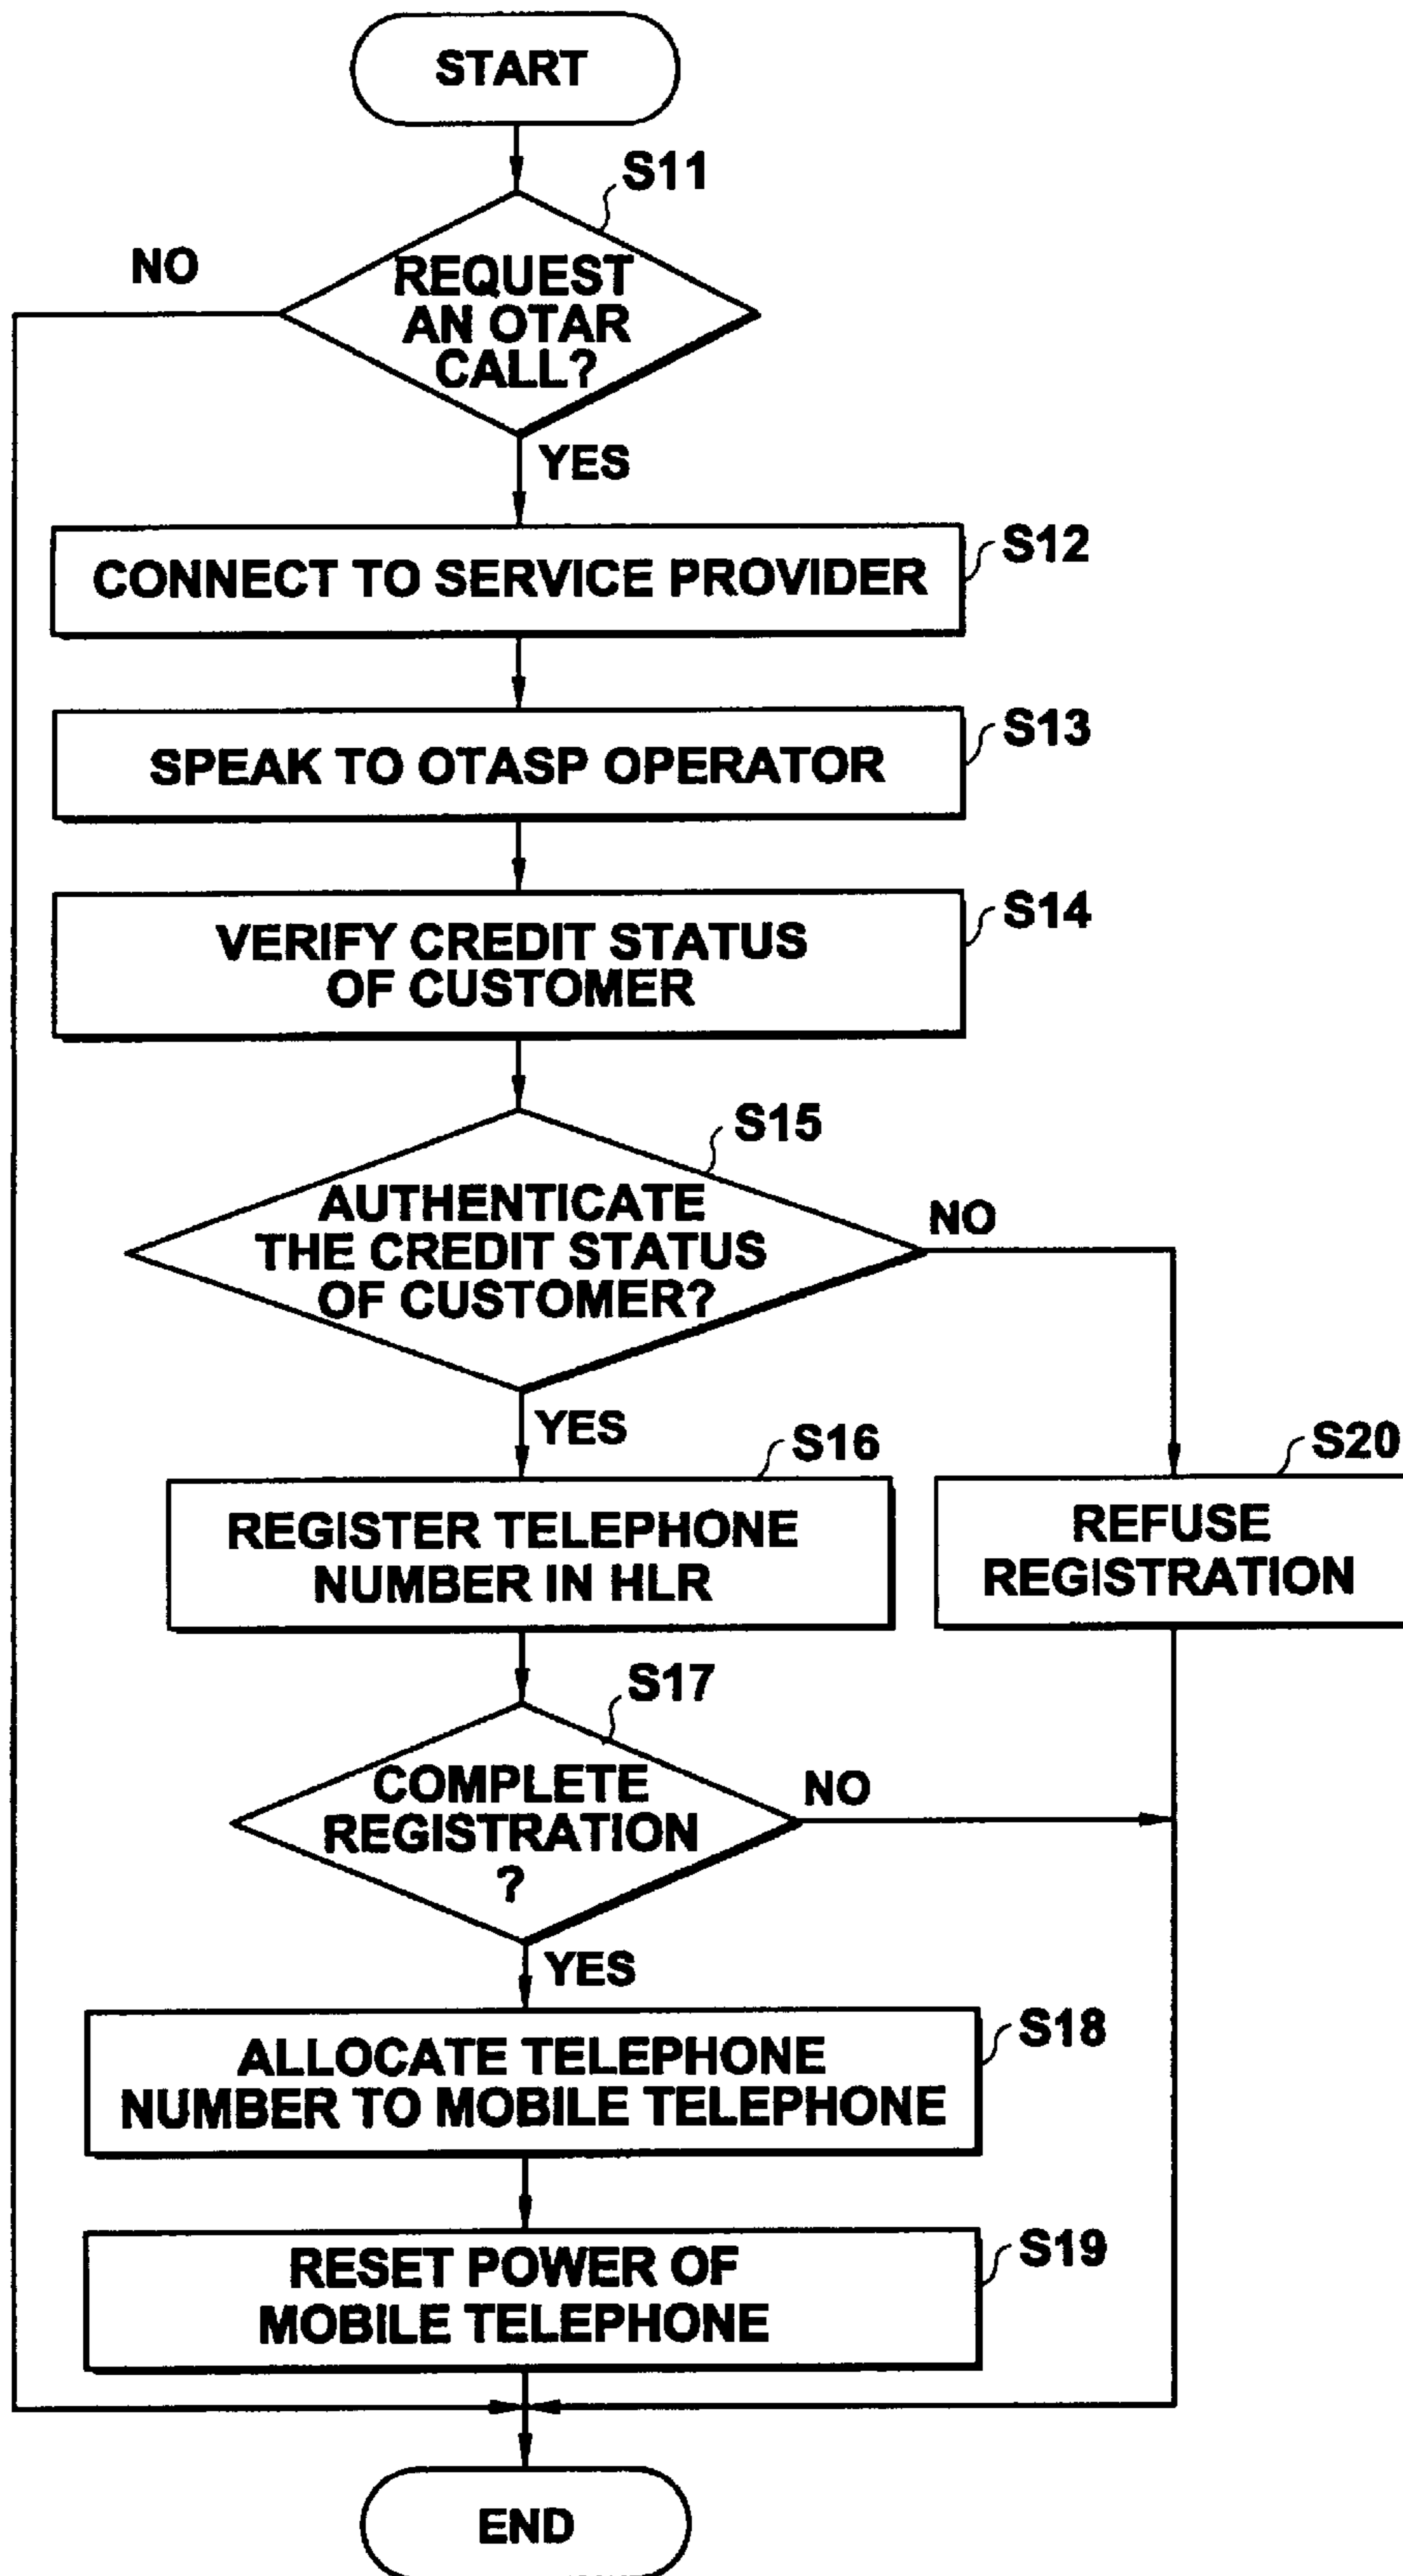 START
S11
NO
REQUEST
AN OTAR
CALL?
YES
S12
CONNECT TO SERVICE PROVIDER
S13
SPEAK TO OTASP OPERATOR
S14
VERIFY CREDIT STATUS
OF CUSTOMER
S15
AUTHENTICATE
THE CREDIT STATUS
OF CUSTOMER?
NO
YES
S16
REGISTER TELEPHONE
NUMBER IN HLR
S20
REFUSE
REGISTRATION
S17
COMPLETE
REGISTRATION
?
NO
YES
S18
ALLOCATE TELEPHONE
NUMBER TO MOBILE TELEPHONE
S19
RESET POWER OF
MOBILE TELEPHONE
END